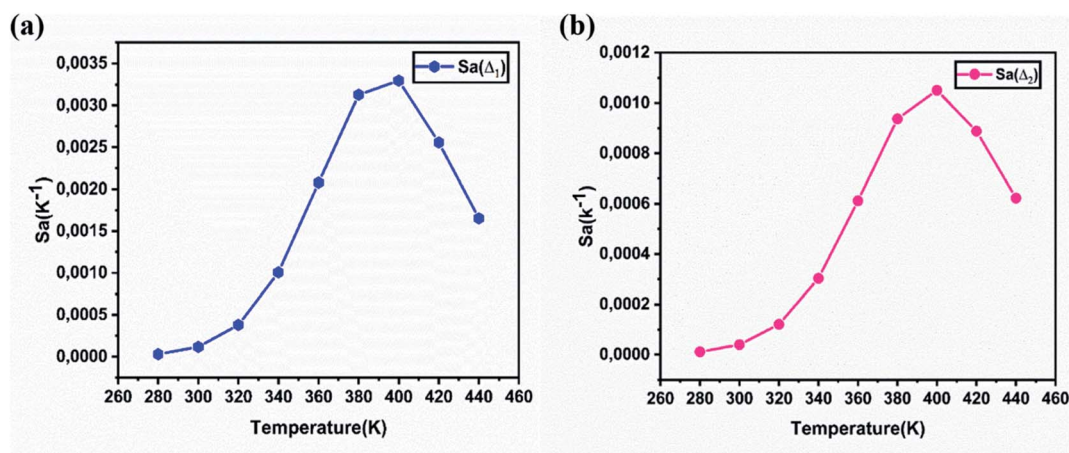 (a)
Sa(Δ₁)
0,0035
0,0030
0,0025
0,0020
0,0015
0,0010
0,0005
0,0000
Sa(K⁻¹)
260 280 300 320 340 360 380 400 420 440 460
Temperature(K)
(b)
Sa(Δ₂)
0,0012
0,0010
0,0008
0,0006
0,0004
0,0002
0,0000
Sa(k⁻¹)
260 280 300 320 340 360 380 400 420 440 460
Temperature(K)